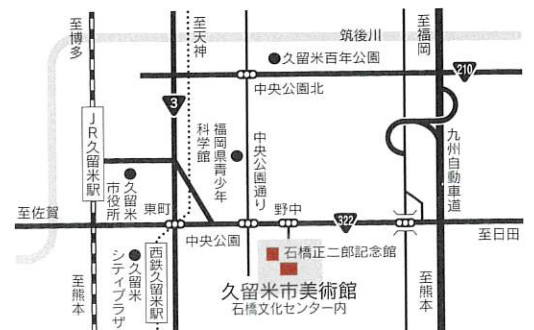 至博多
至天神
筑後川
至福岡
久留米百年公園
210
中央公園北
3
JR久留米駅
福岡県青少年
科学館
中央公園通り
九州自動車道
久留米
市役所
東町
野中
322
至佐賀
中央公園
至日田
久留米
シティプラザ
西鉄久留米駅
石橋正二郎記念館
至熊本
久留米市美術館
石橋文化センター内
至熊本